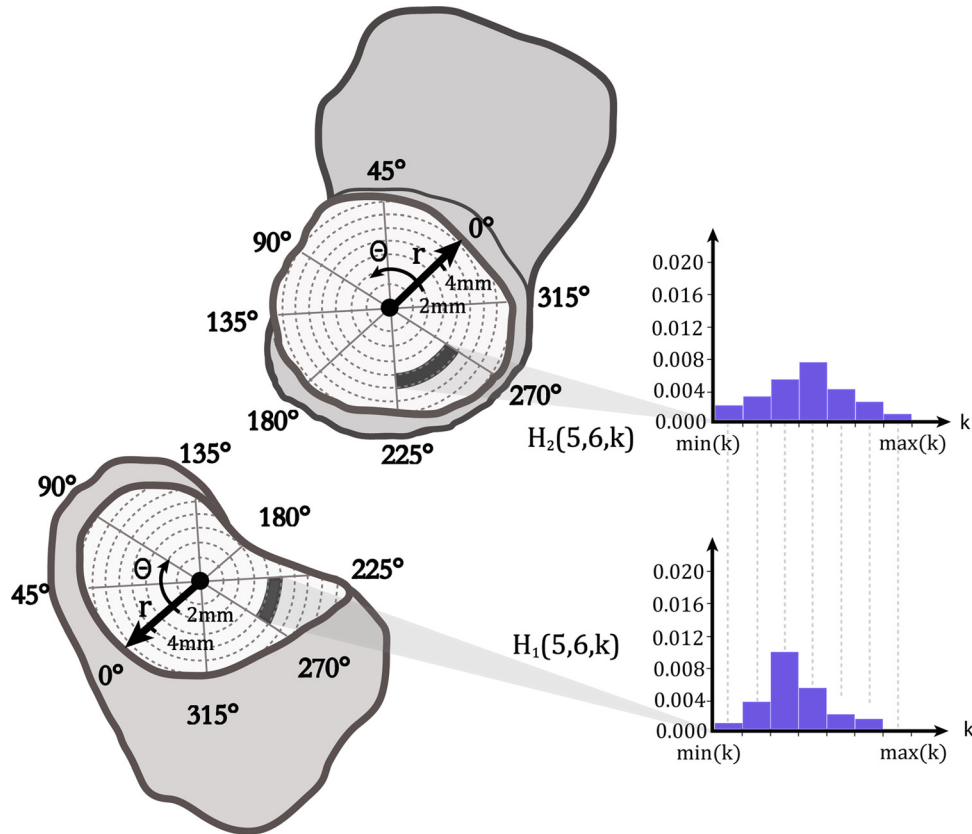 45°
0°
90°
Θ
r
4mm
2mm
315°
135°
270°
180°
225°
H₂(5,6,k)
0.020
0.016
0.012
0.008
0.004
0.000
k
min(k)
max(k)
135°
90°
180°
Θ
225°
45°
r
2mm
4mm
0°
270°
315°
H₁(5,6,k)
0.020
0.016
0.012
0.008
0.004
0.000
k
min(k)
max(k)